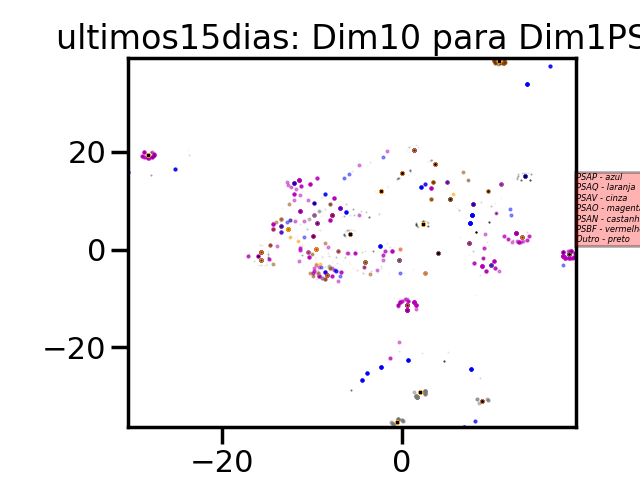 ultimos15dias: Dim10 para Dim1PS
20
0
−20
−20
0
PSAP - azul
PSAQ - laranja
PSAV - cinza
PSAO - magenta
PSAN - castanh
PSBF - vermelh
Outro - preto